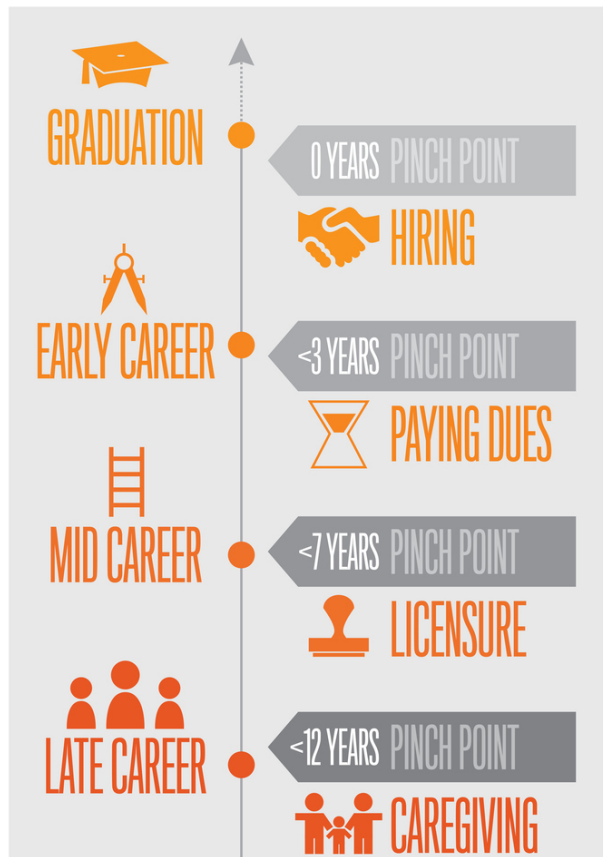 GRADUATION
0 YEARS PINCH POINT
HIRING
EARLY CAREER
<3 YEARS PINCH POINT
PAYING DUES
MID CAREER
<7 YEARS PINCH POINT
LICENSURE
LATE CAREER
<12 YEARS PINCH POINT
CAREGIVING